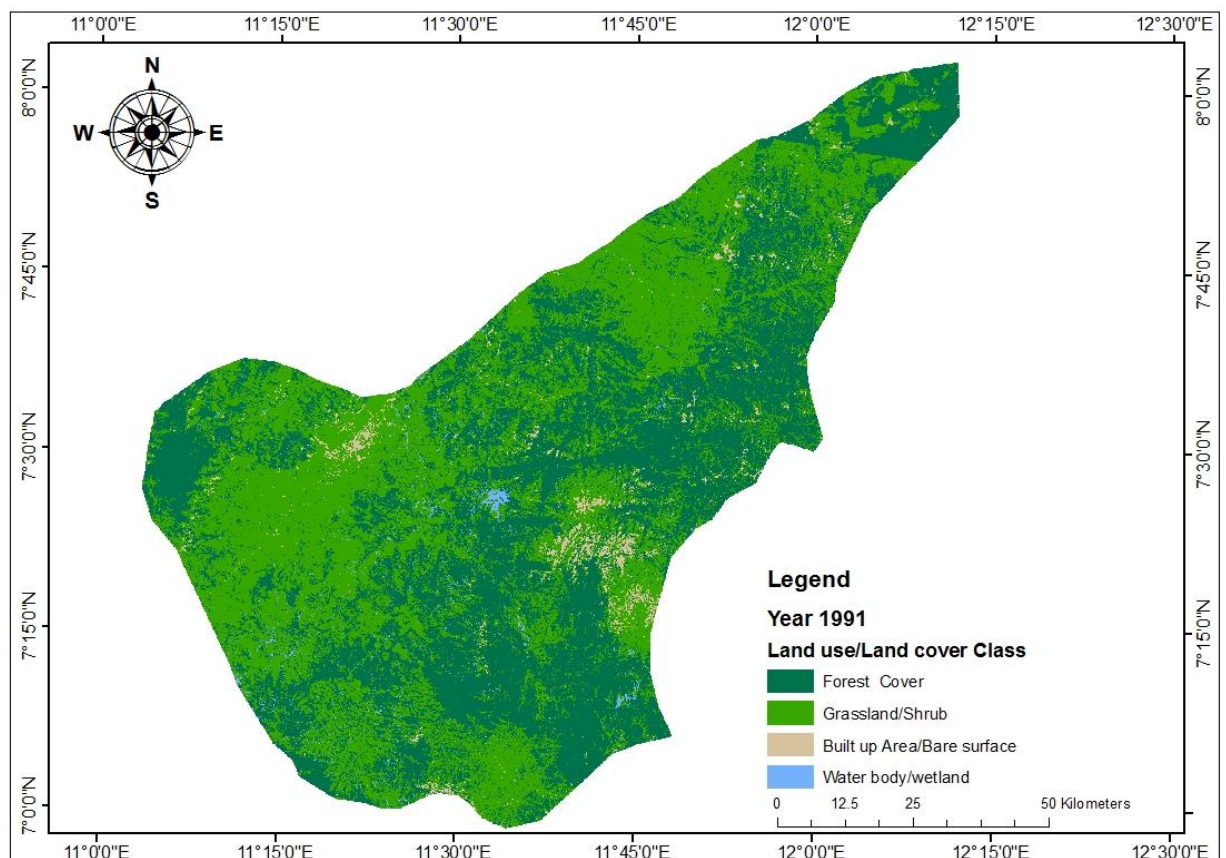 11°0'0"E 11°15'0"E 11°30'0"E 11°45'0"E 12°0'0"E 12°15'0"E 12°30'0"E
N
W E
S
8°0'0"N
7°45'0"N
7°30'0"N
7°15'0"N
7°0'0"N
8°0'0"N
7°45'0"N
7°30'0"N
7°15'0"N
7°0'0"N
Legend
Year 1991
Land use/Land cover Class
Forest Cover
Grassland/Shrub
Built up Area/Bare surface
Water body/wetland
0 12.5 25 50 Kilometers
11°0'0"E 11°15'0"E 11°30'0"E 11°45'0"E 12°0'0"E 12°15'0"E 12°30'0"E